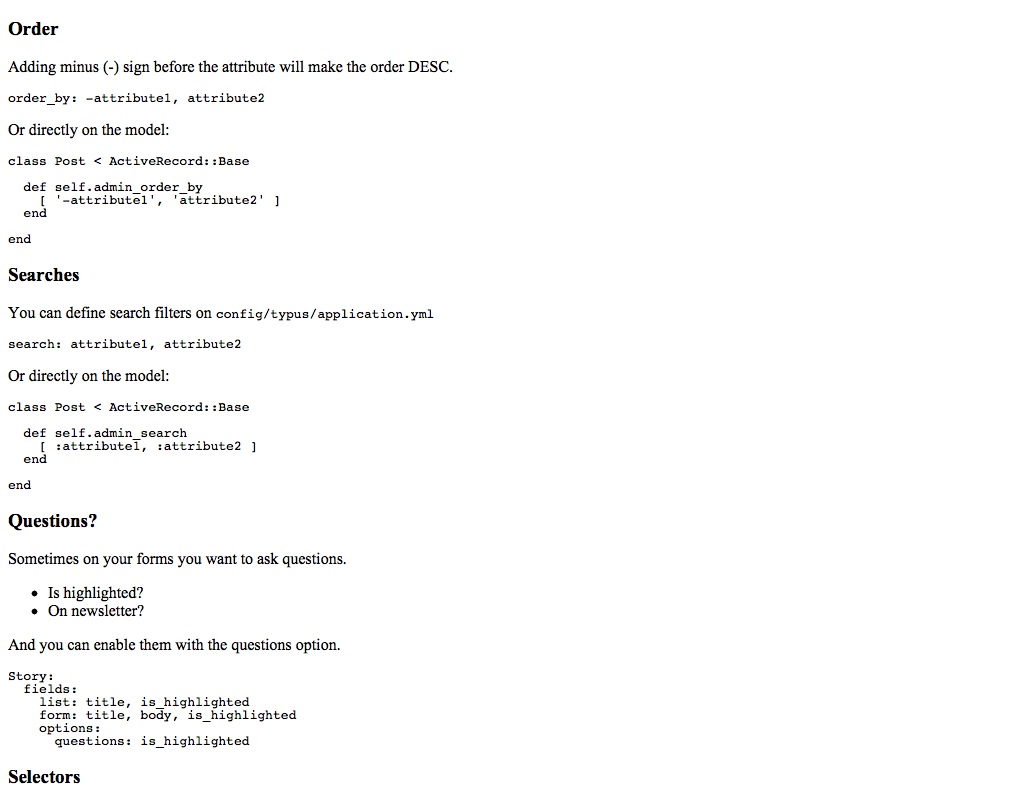 Order
Adding minus (-) sign before the attribute will make the order DESC.
order_by: -attribute1, attribute2
Or directly on the model:
class Post < ActiveRecord::Base
  def self.admin_order_by
    [ '-attribute1', 'attribute2' ]
  end
end
Searches
You can define search filters on config/typus/application.yml
search: attribute1, attribute2
Or directly on the model:
class Post < ActiveRecord::Base
  def self.admin_search
    [ :attribute1, :attribute2 ]
  end
end
Questions?
Sometimes on your forms you want to ask questions.
• Is highlighted?
• On newsletter?
And you can enable them with the questions option.
Story:
  fields:
    list: title, is_highlighted
    form: title, body, is_highlighted
    options:
      questions: is_highlighted
Selectors